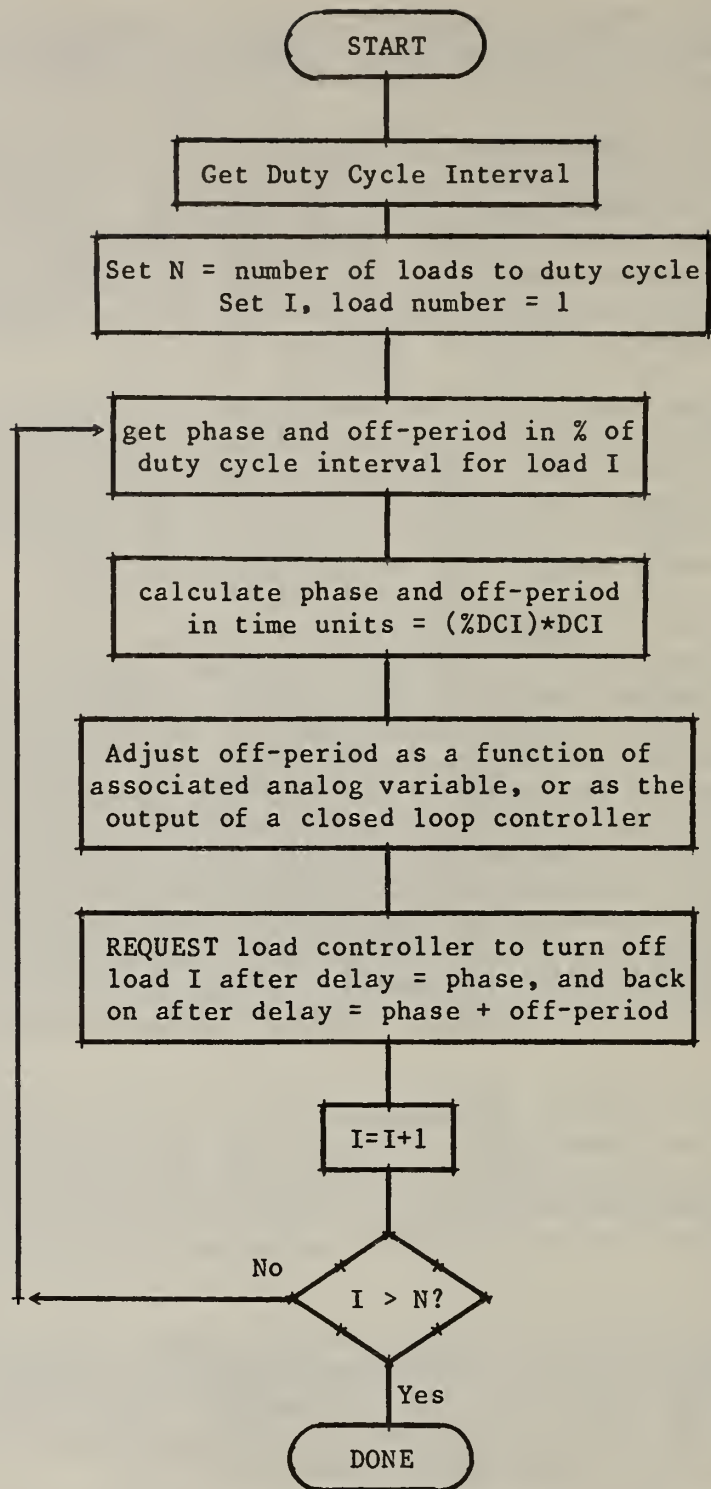 START
Get Duty Cycle Interval
Set N = number of loads to duty cycle
Set I, load number = 1
get phase and off-period in % of
duty cycle interval for load I
calculate phase and off-period
in time units = (%DCI)*DCI
Adjust off-period as a function of
associated analog variable, or as the
output of a closed loop controller
REQUEST load controller to turn off
load I after delay = phase, and back
on after delay = phase + off-period
I=I+1
No
I > N?
Yes
DONE